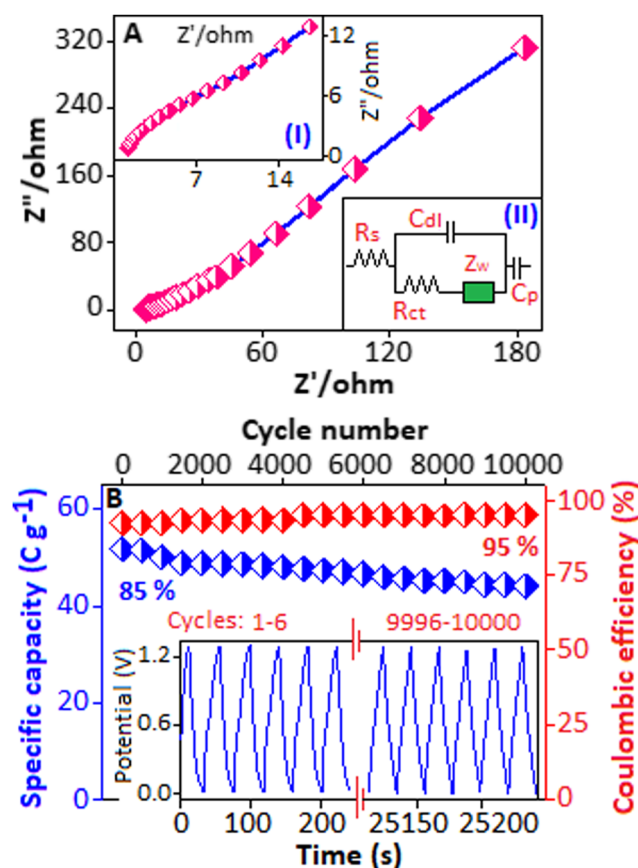 A
Z'/ohm
12
6
0
Z"/ohm
(I)
7
14
320
240
160
80
0
Z"/ohm
(II)
Cdl
Rs
Zw
Rct
Cp
0
60
120
180
Z'/ohm
Cycle number
0
2000
4000
6000
8000
10000
B
60
40
20
0
Specific capacity (C g-1)
100
75
50
25
0
Coulombic efficiency (%)
95 %
85 %
Cycles: 1-6
9996-10000
1.2
0.6
0.0
Potential (V)
0
100
200
25150
25200
Time (s)